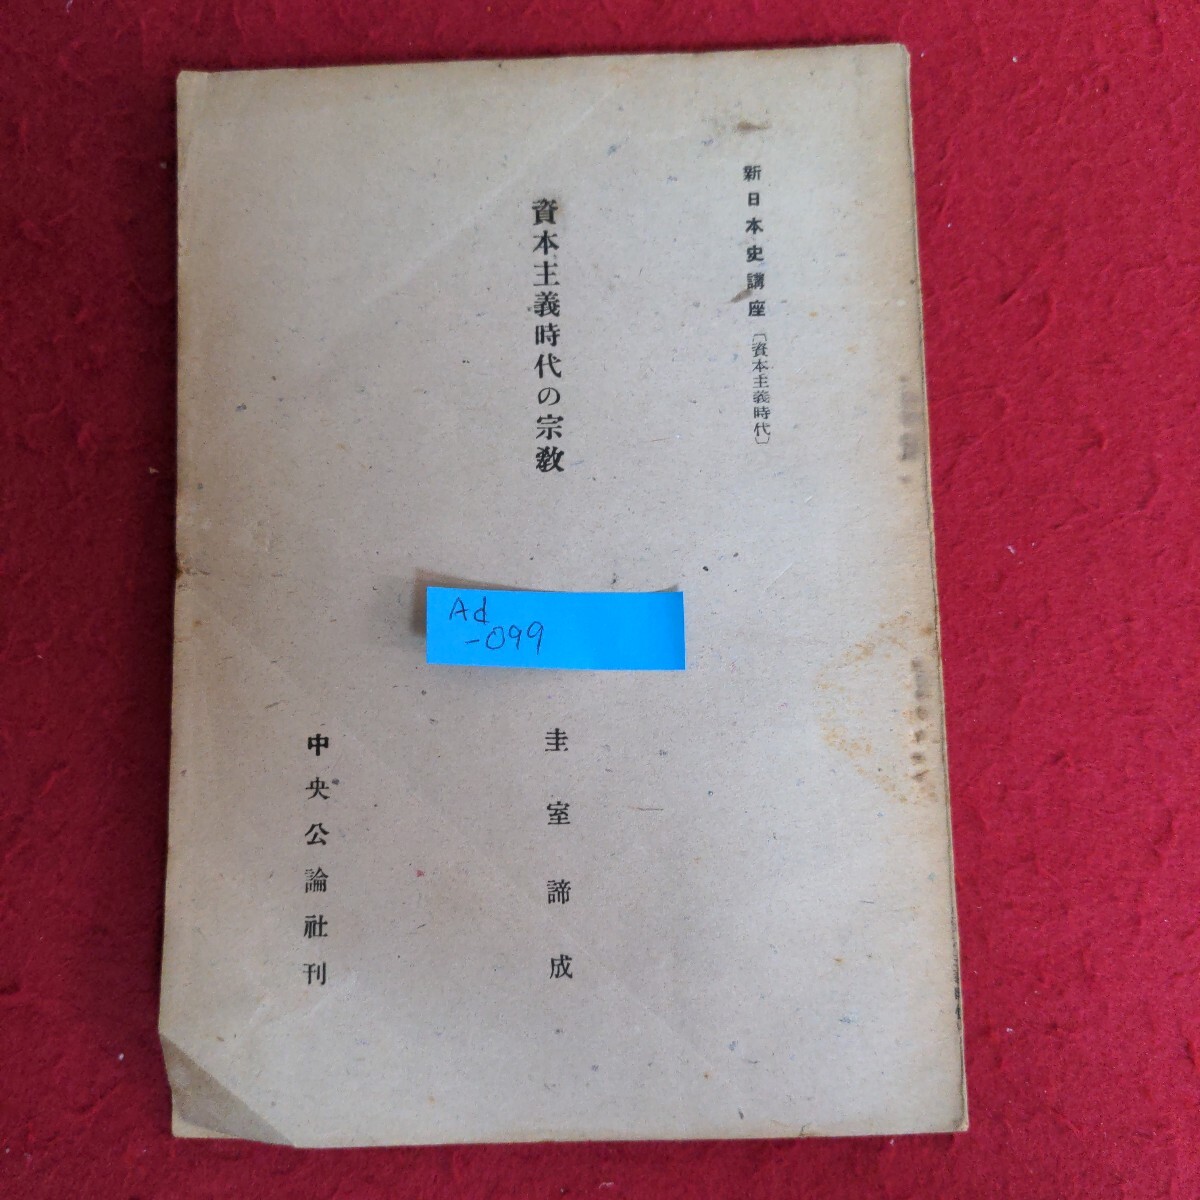 新日本史講座〔資本主義時代〕
資本主義時代の宗教
圭室諦成
中央公論社刊
Ad
-099